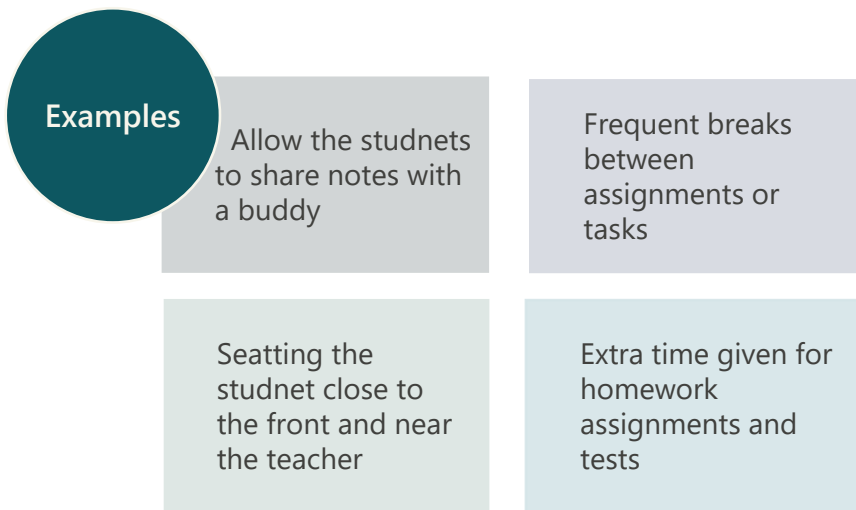 Examples
Allow the studnets
to share notes with
a buddy
Frequent breaks
between
assignments or
tasks
Seatting the
studnet close to
the front and near
the teacher
Extra time given for
homework
assignments and
tests